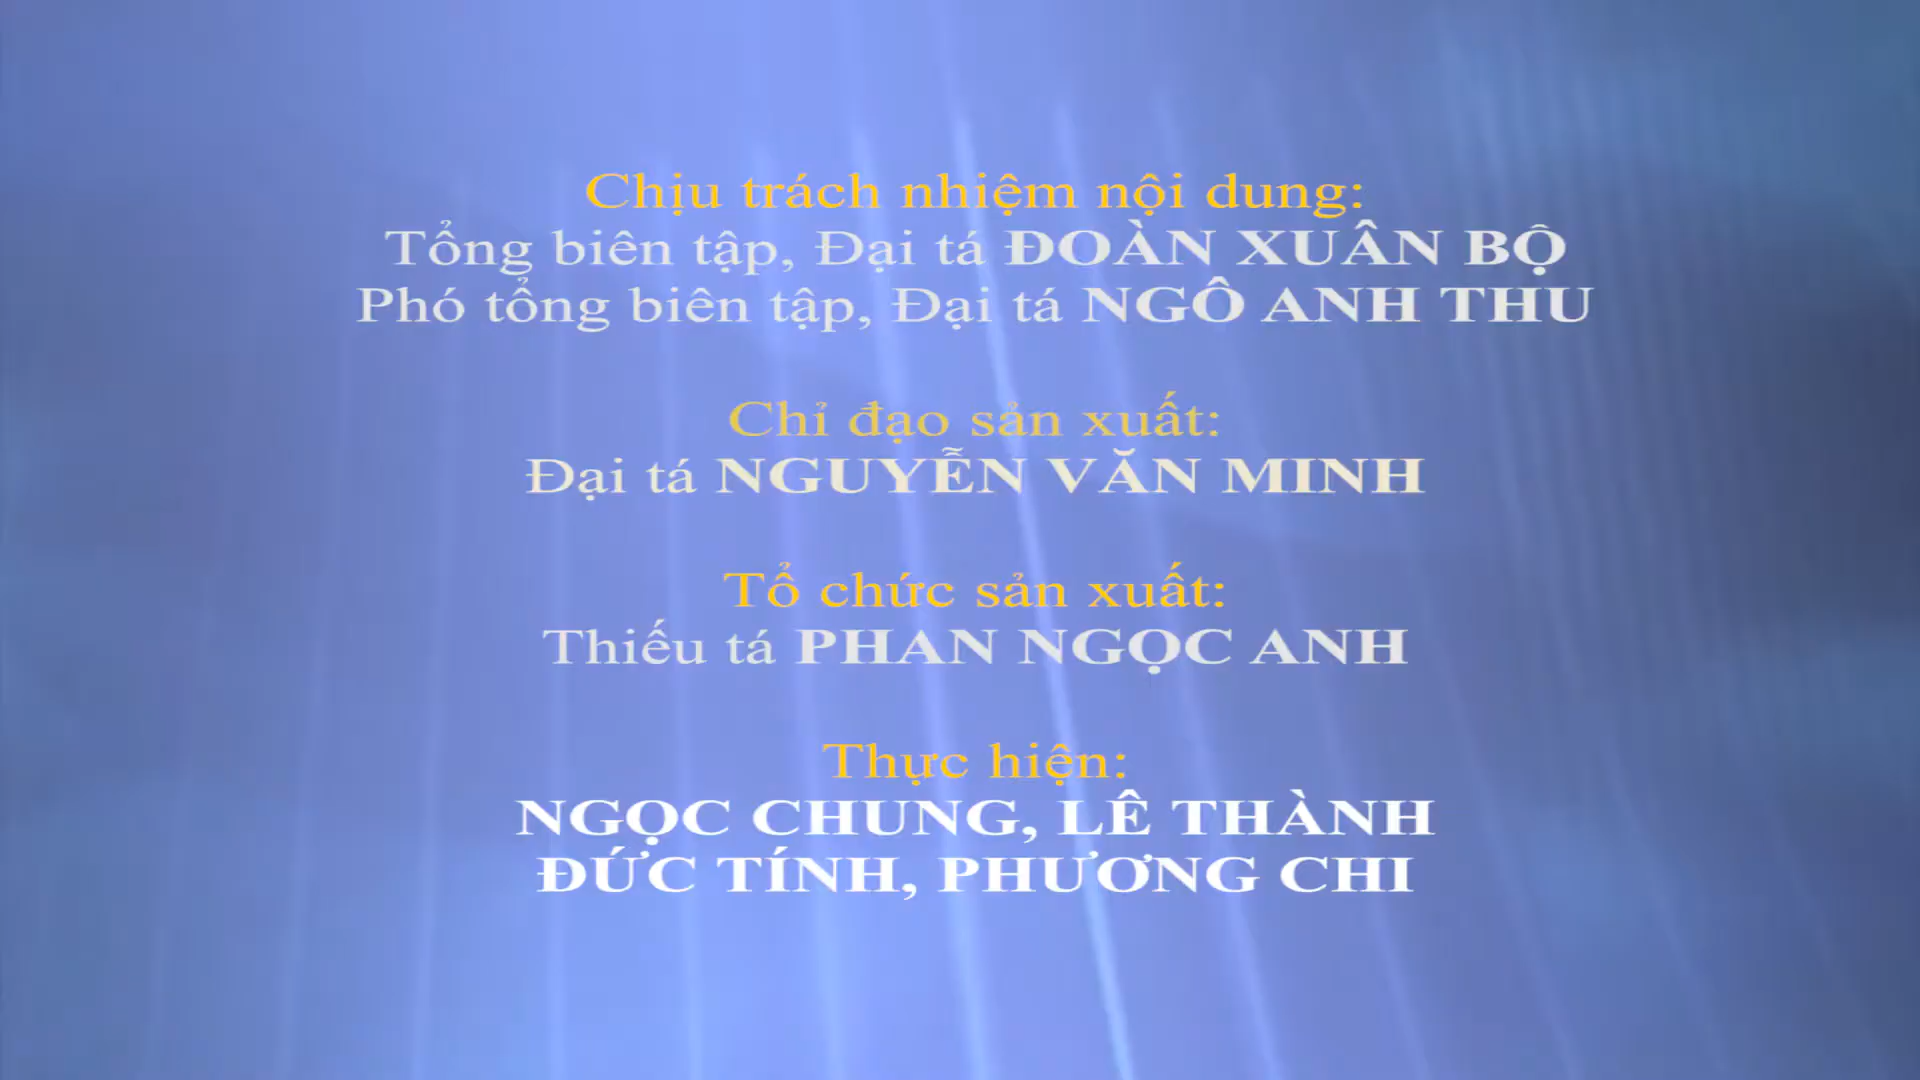 Chịu trách nhiệm nội dung:
Tổng biên tập, Đại tá ĐOÀN XUÂN BỘ
Phó tổng biên tập, Đại tá NGÔ ANH THU
Chỉ đạo sản xuất:
Đại tá NGUYỄN VĂN MINH
Tổ chức sản xuất:
Thiếu tá PHAN NGỌC ANH
Thực hiện:
NGỌC CHUNG, LÊ THÀNH
ĐỨC TÍNH, PHƯƠNG CHI